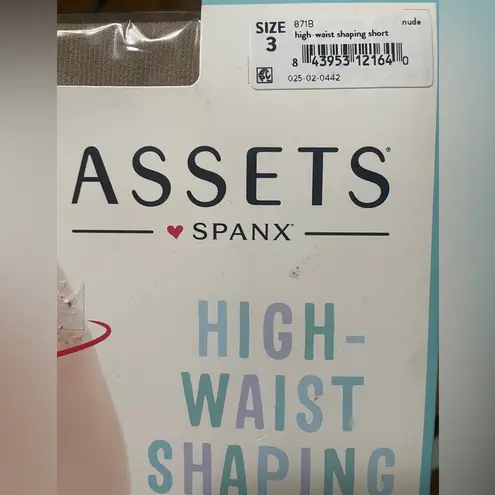 SIZE 871B nude
3 high-waist shaping short
8 43953 12164 0
025-02-0442
ASSETS®
♥ SPANX®
HIGH-
WAIST
SHAPING